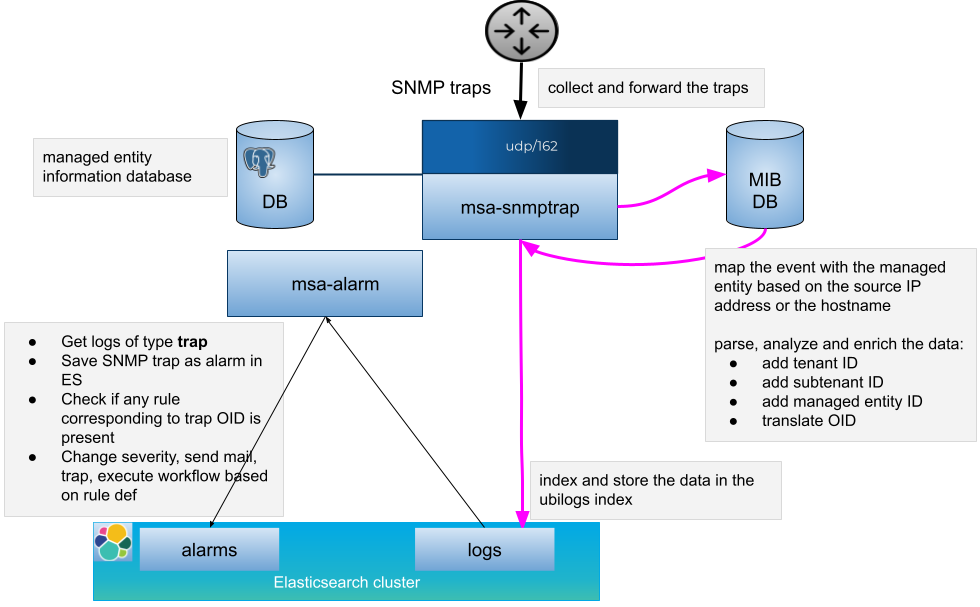 SNMP traps
collect and forward the traps
udp/162
managed entity
information database
DB
msa-snmptrap
MIB
DB
msa-alarm
map the event with the managed
entity based on the source IP
address or the hostname
parse, analyze and enrich the data:
● add tenant ID
● add subtenant ID
● add managed entity ID
● translate OID
● Get logs of type trap
● Save SNMP trap as alarm in
ES
● Check if any rule
corresponding to trap OID is
present
● Change severity, send mail,
trap, execute workflow based
on rule def
index and store the data in the
ubilogs index
alarms
logs
Elasticsearch cluster